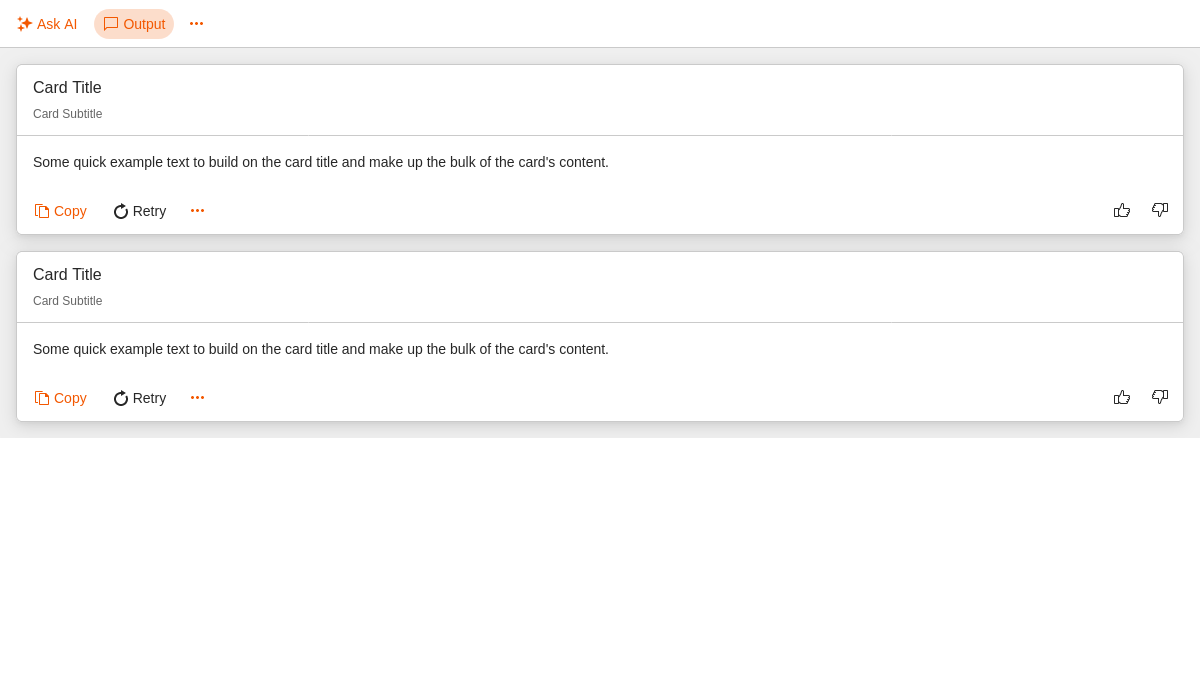 Ask AI Output
Card Title
Card Subtitle
Some quick example text to build on the card title and make up the bulk of the card's content.
Copy Retry
Card Title
Card Subtitle
Some quick example text to build on the card title and make up the bulk of the card's content.
Copy Retry